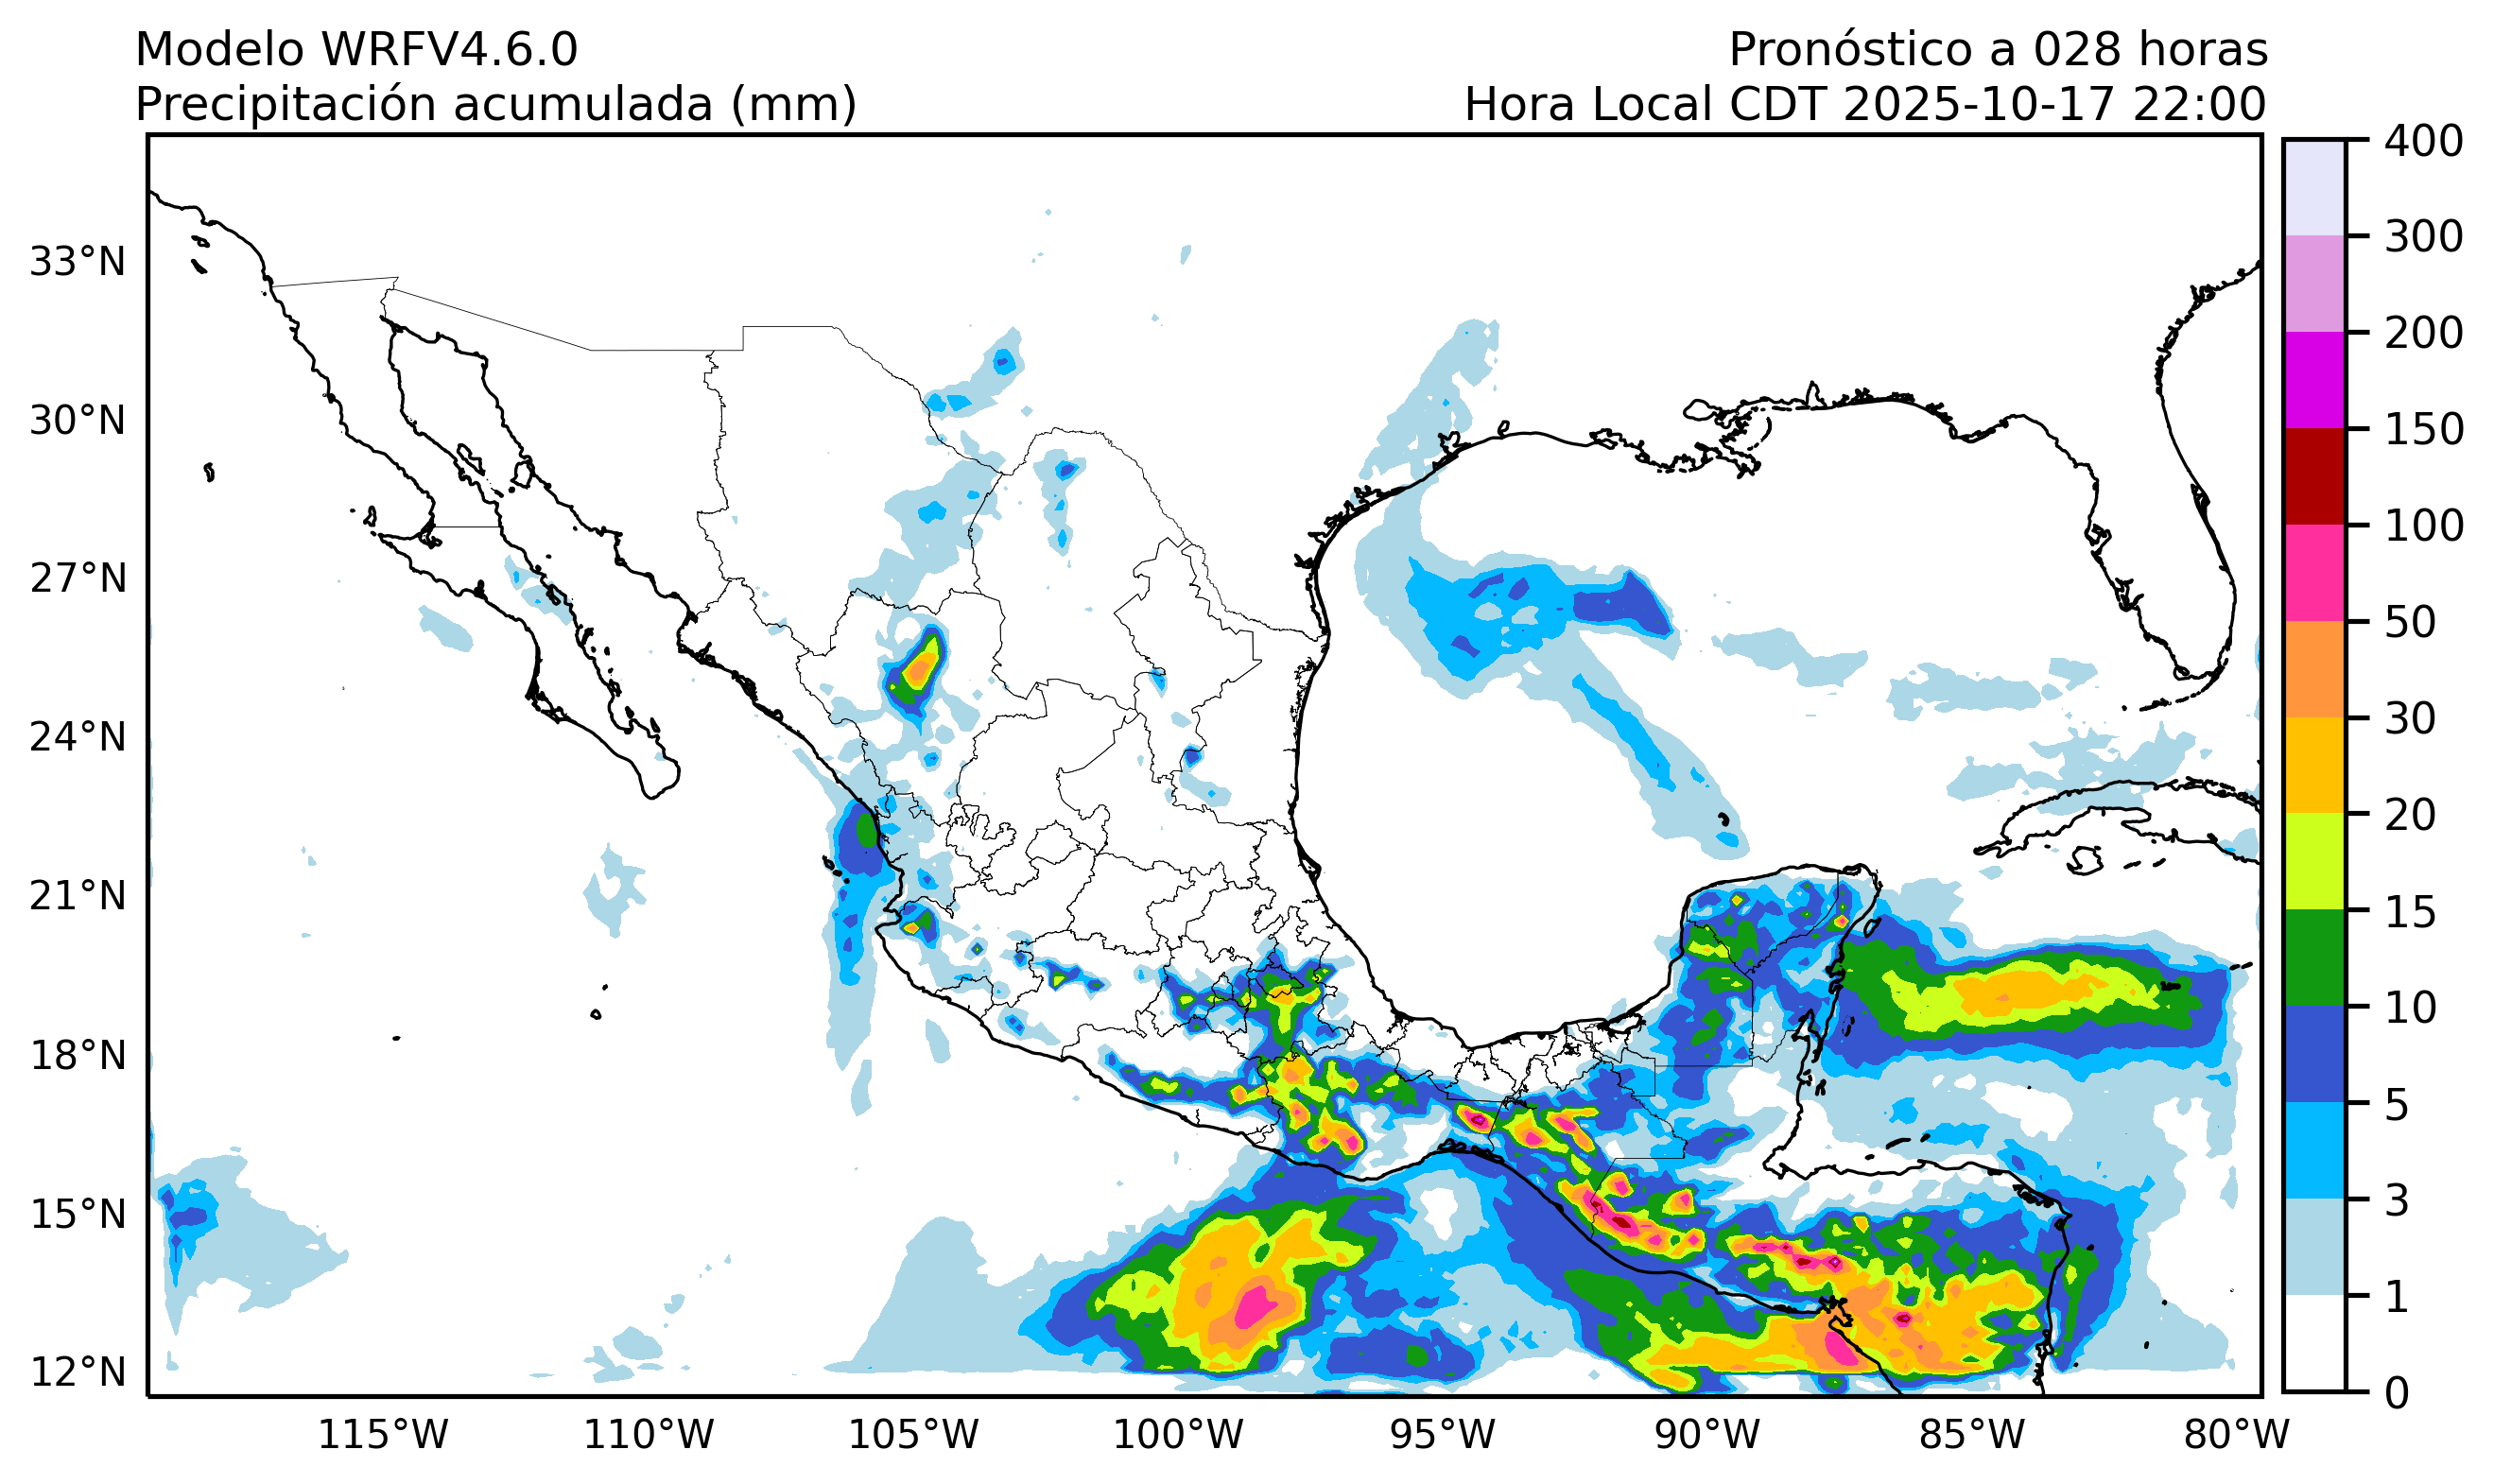 Modelo WRFV4.6.0
Pronóstico a 028 horas
Precipitación acumulada (mm)
Hora Local CDT 2025-10-17 22:00
400
300
200
150
100
50
30
20
15
10
5
3
1
0
33°N
30°N
27°N
24°N
21°N
18°N
15°N
12°N
115°W
110°W
105°W
100°W
95°W
90°W
85°W
80°W